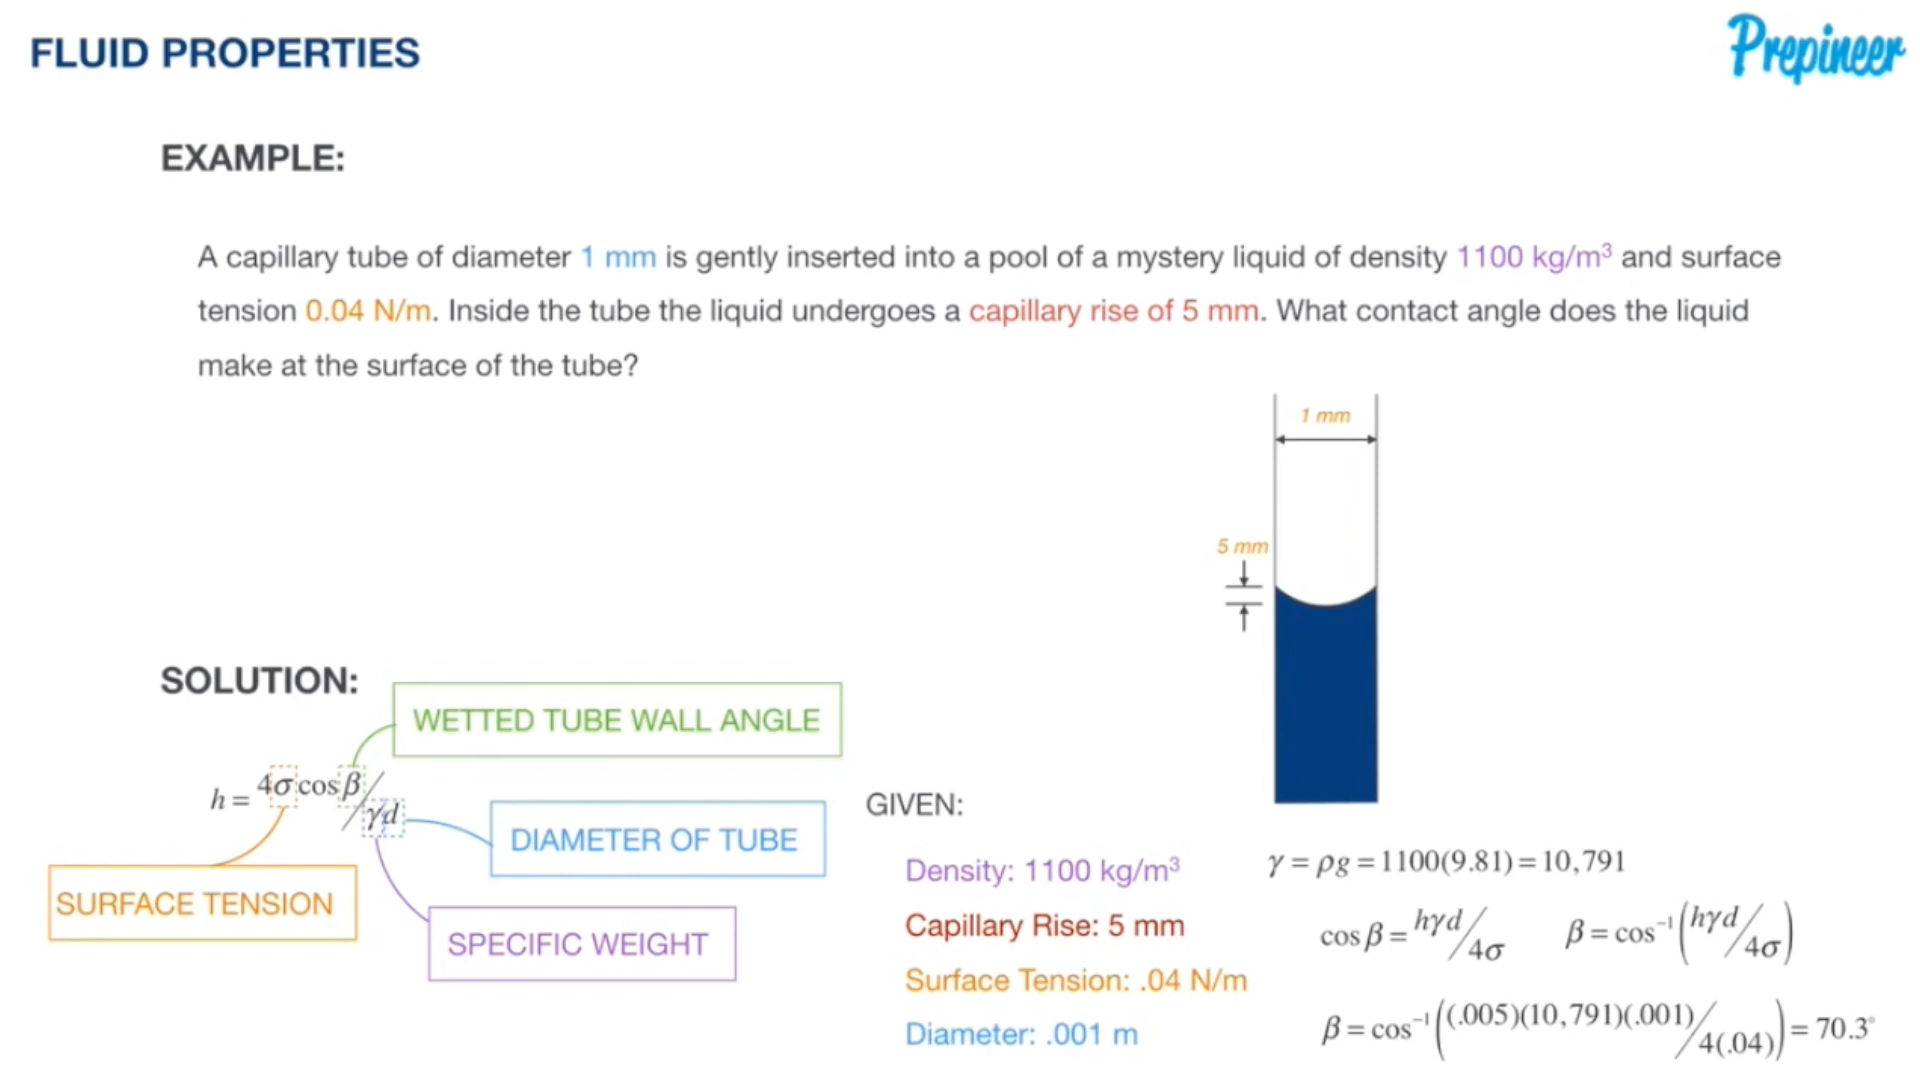 FLUID PROPERTIES
Prepineer
EXAMPLE:
A capillary tube of diameter 1 mm is gently inserted into a pool of a mystery liquid of density 1100 kg/m³ and surface
tension 0.04 N/m. Inside the tube the liquid undergoes a capillary rise of 5 mm. What contact angle does the liquid
make at the surface of the tube?
1 mm
5 mm
SOLUTION:
WETTED TUBE WALL ANGLE
h = 4σ cos β / γd
DIAMETER OF TUBE
SURFACE TENSION
SPECIFIC WEIGHT
GIVEN:
Density: 1100 kg/m³
Capillary Rise: 5 mm
Surface Tension: .04 N/m
Diameter: .001 m
γ = ρg = 1100(9.81) = 10,791
cos β = hγd / 4σ β = cos⁻¹(hγd / 4σ)
β = cos⁻¹((.005)(10,791)(.001) / 4(.04)) = 70.3°